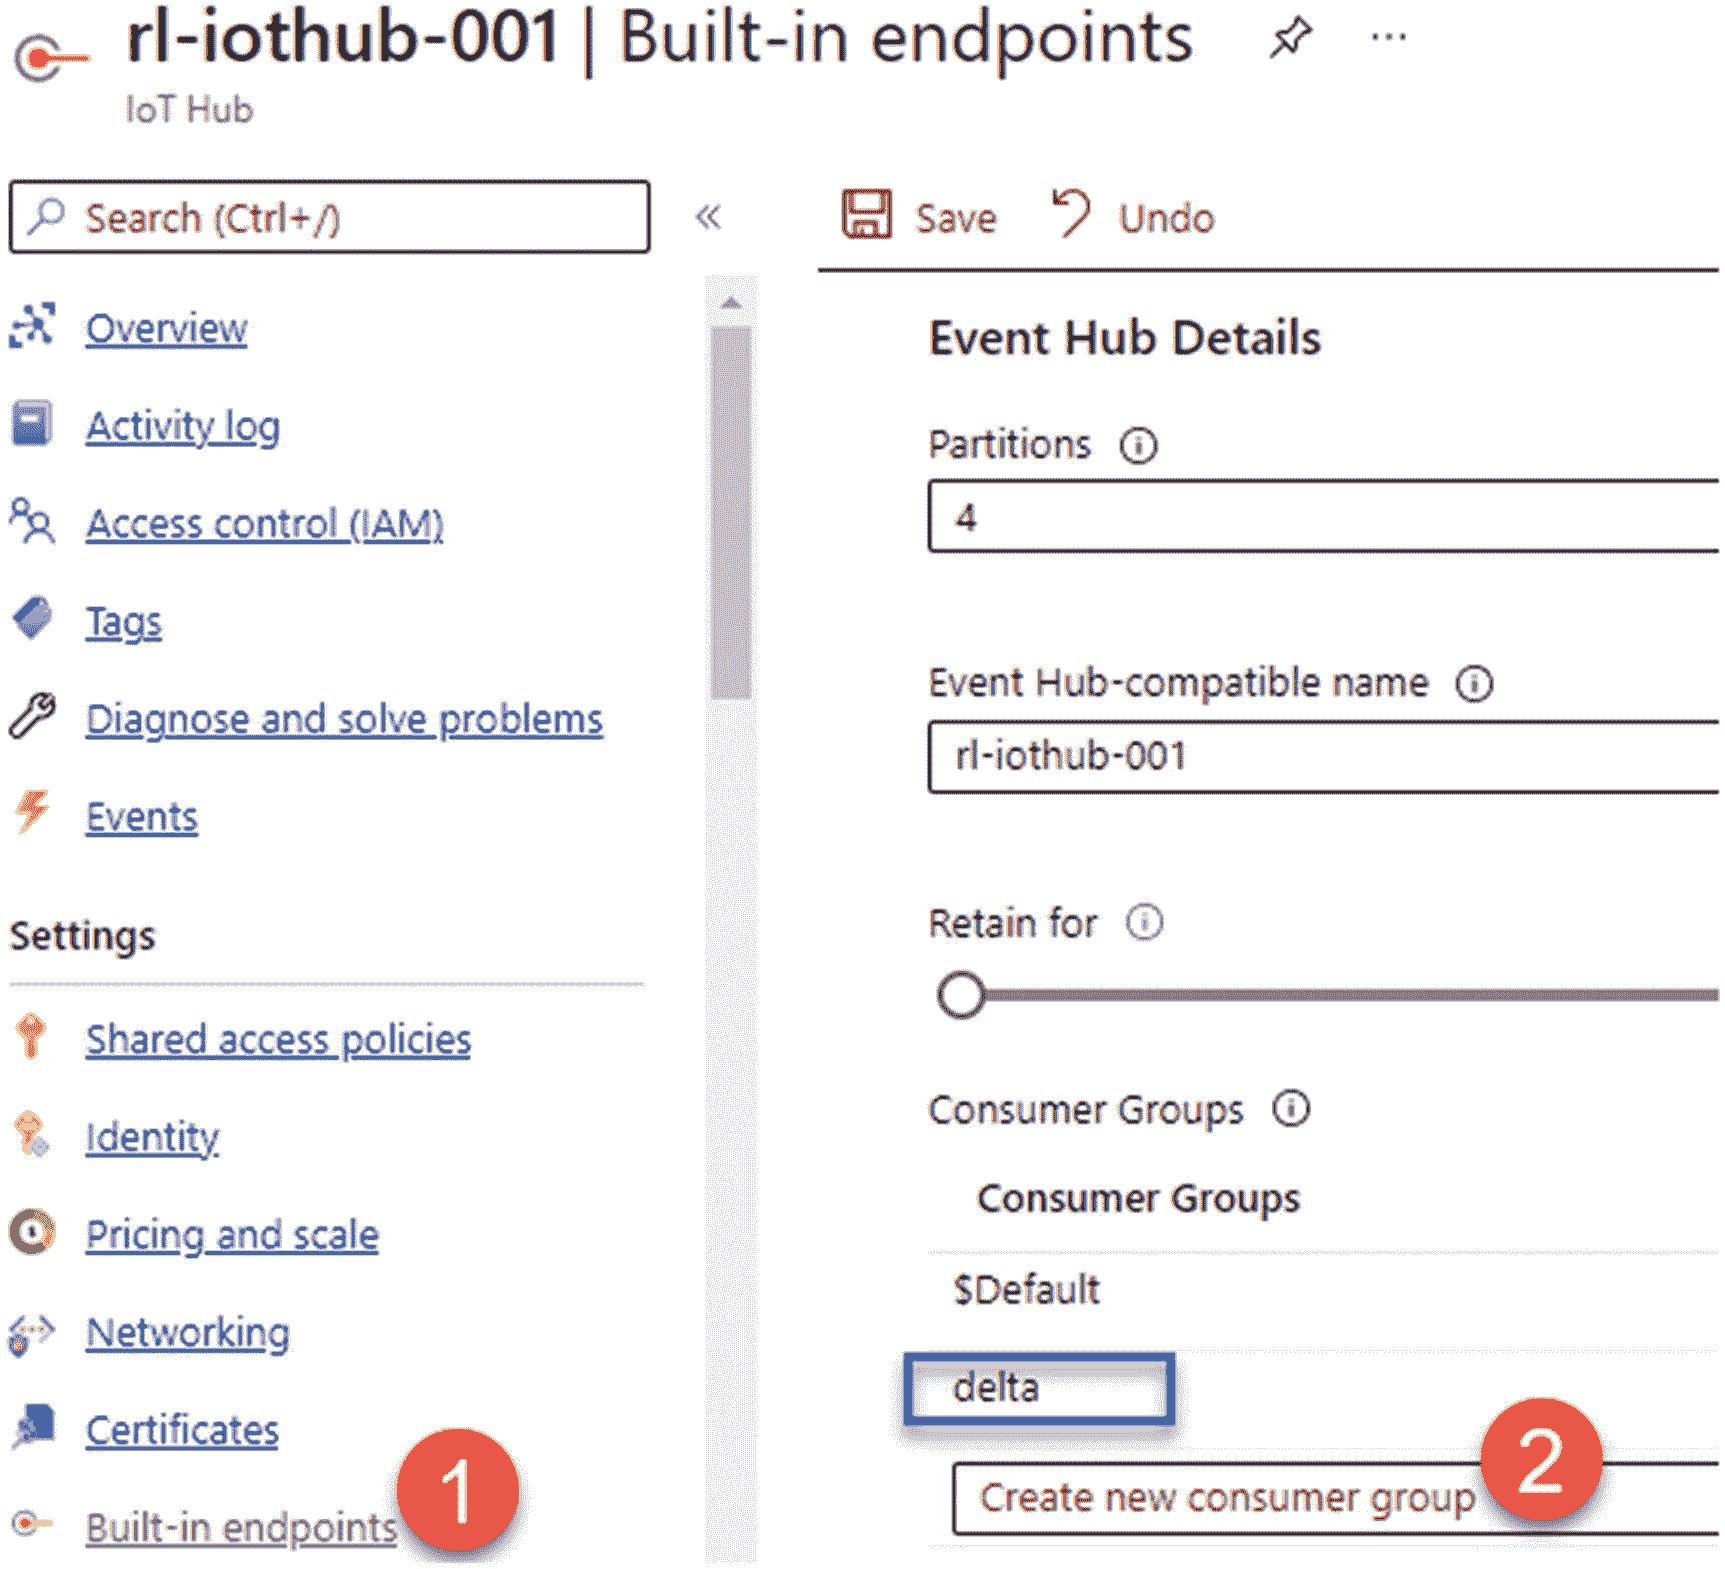 rl-iothub-001 | Built-in endpoints
IoT Hub
Search (Ctrl+/)
Overview
Activity log
Access control (IAM)
Tags
Diagnose and solve problems
Events
Settings
Shared access policies
Identity
Pricing and scale
Networking
Certificates
Built-in endpoints
1
Save
Undo
Event Hub Details
Partitions
4
Event Hub-compatible name
rl-iothub-001
Retain for
Consumer Groups
Consumer Groups
$Default
delta
Create new consumer group
2